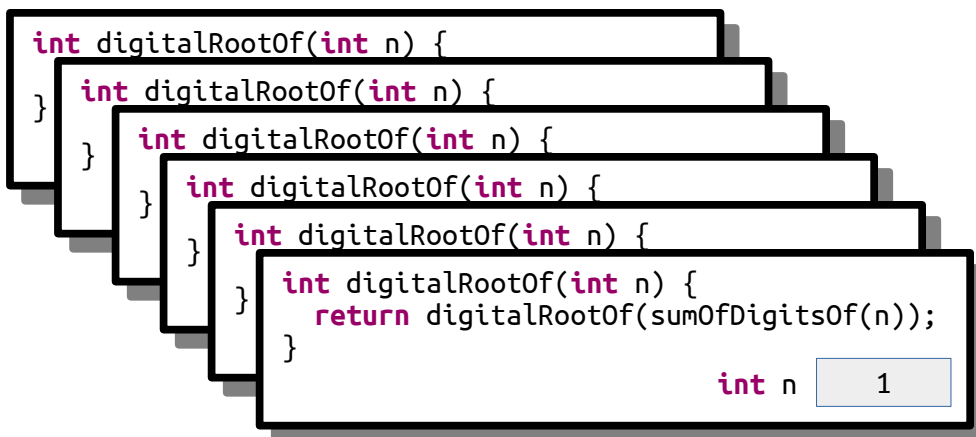 int digitalRootOf(int n) {
}
int digitalRootOf(int n) {
}
int digitalRootOf(int n) {
}
int digitalRootOf(int n) {
}
int digitalRootOf(int n) {
}
int digitalRootOf(int n) {
return digitalRootOf(sumOfDigitsOf(n));
}
int n 1